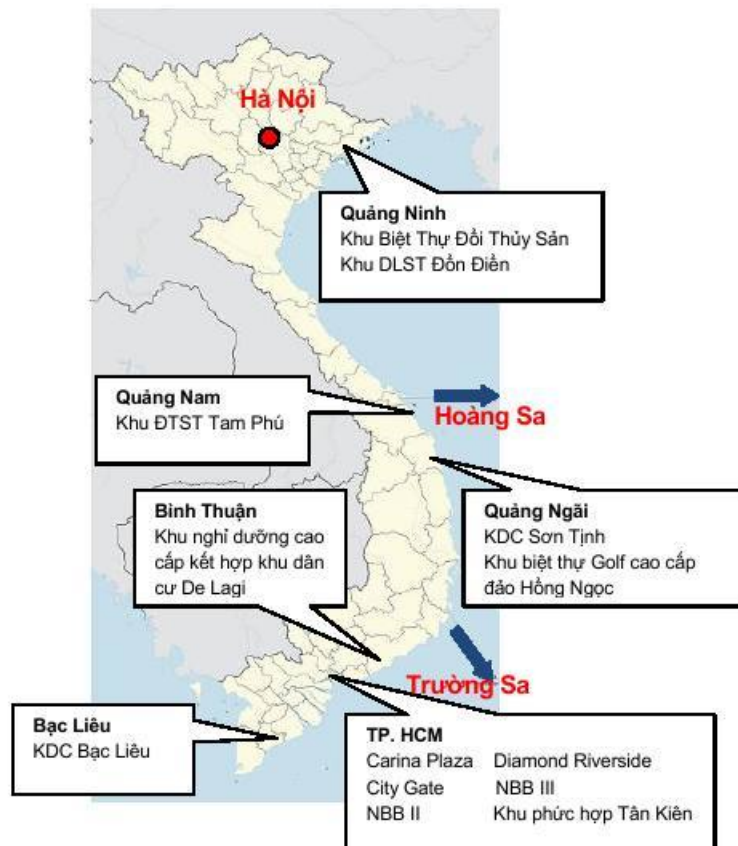 Hà Nội
Quảng Ninh
Khu Biệt Thự Đồi Thủy Sản
Khu DLST Đồn Điền
Quảng Nam
Khu ĐTST Tam Phú
Hoàng Sa
Quảng Ngãi
KDC Sơn Tịnh
Khu biệt thự Golf cao cấp
đảo Hồng Ngọc
Bình Thuận
Khu nghỉ dưỡng cao
cấp kết hợp khu dân
cư De Lagi
Trường Sa
Bạc Liêu
KDC Bạc Liêu
TP. HCM
Carina Plaza Diamond Riverside
City Gate NBB III
NBB II Khu phức hợp Tân Kiên